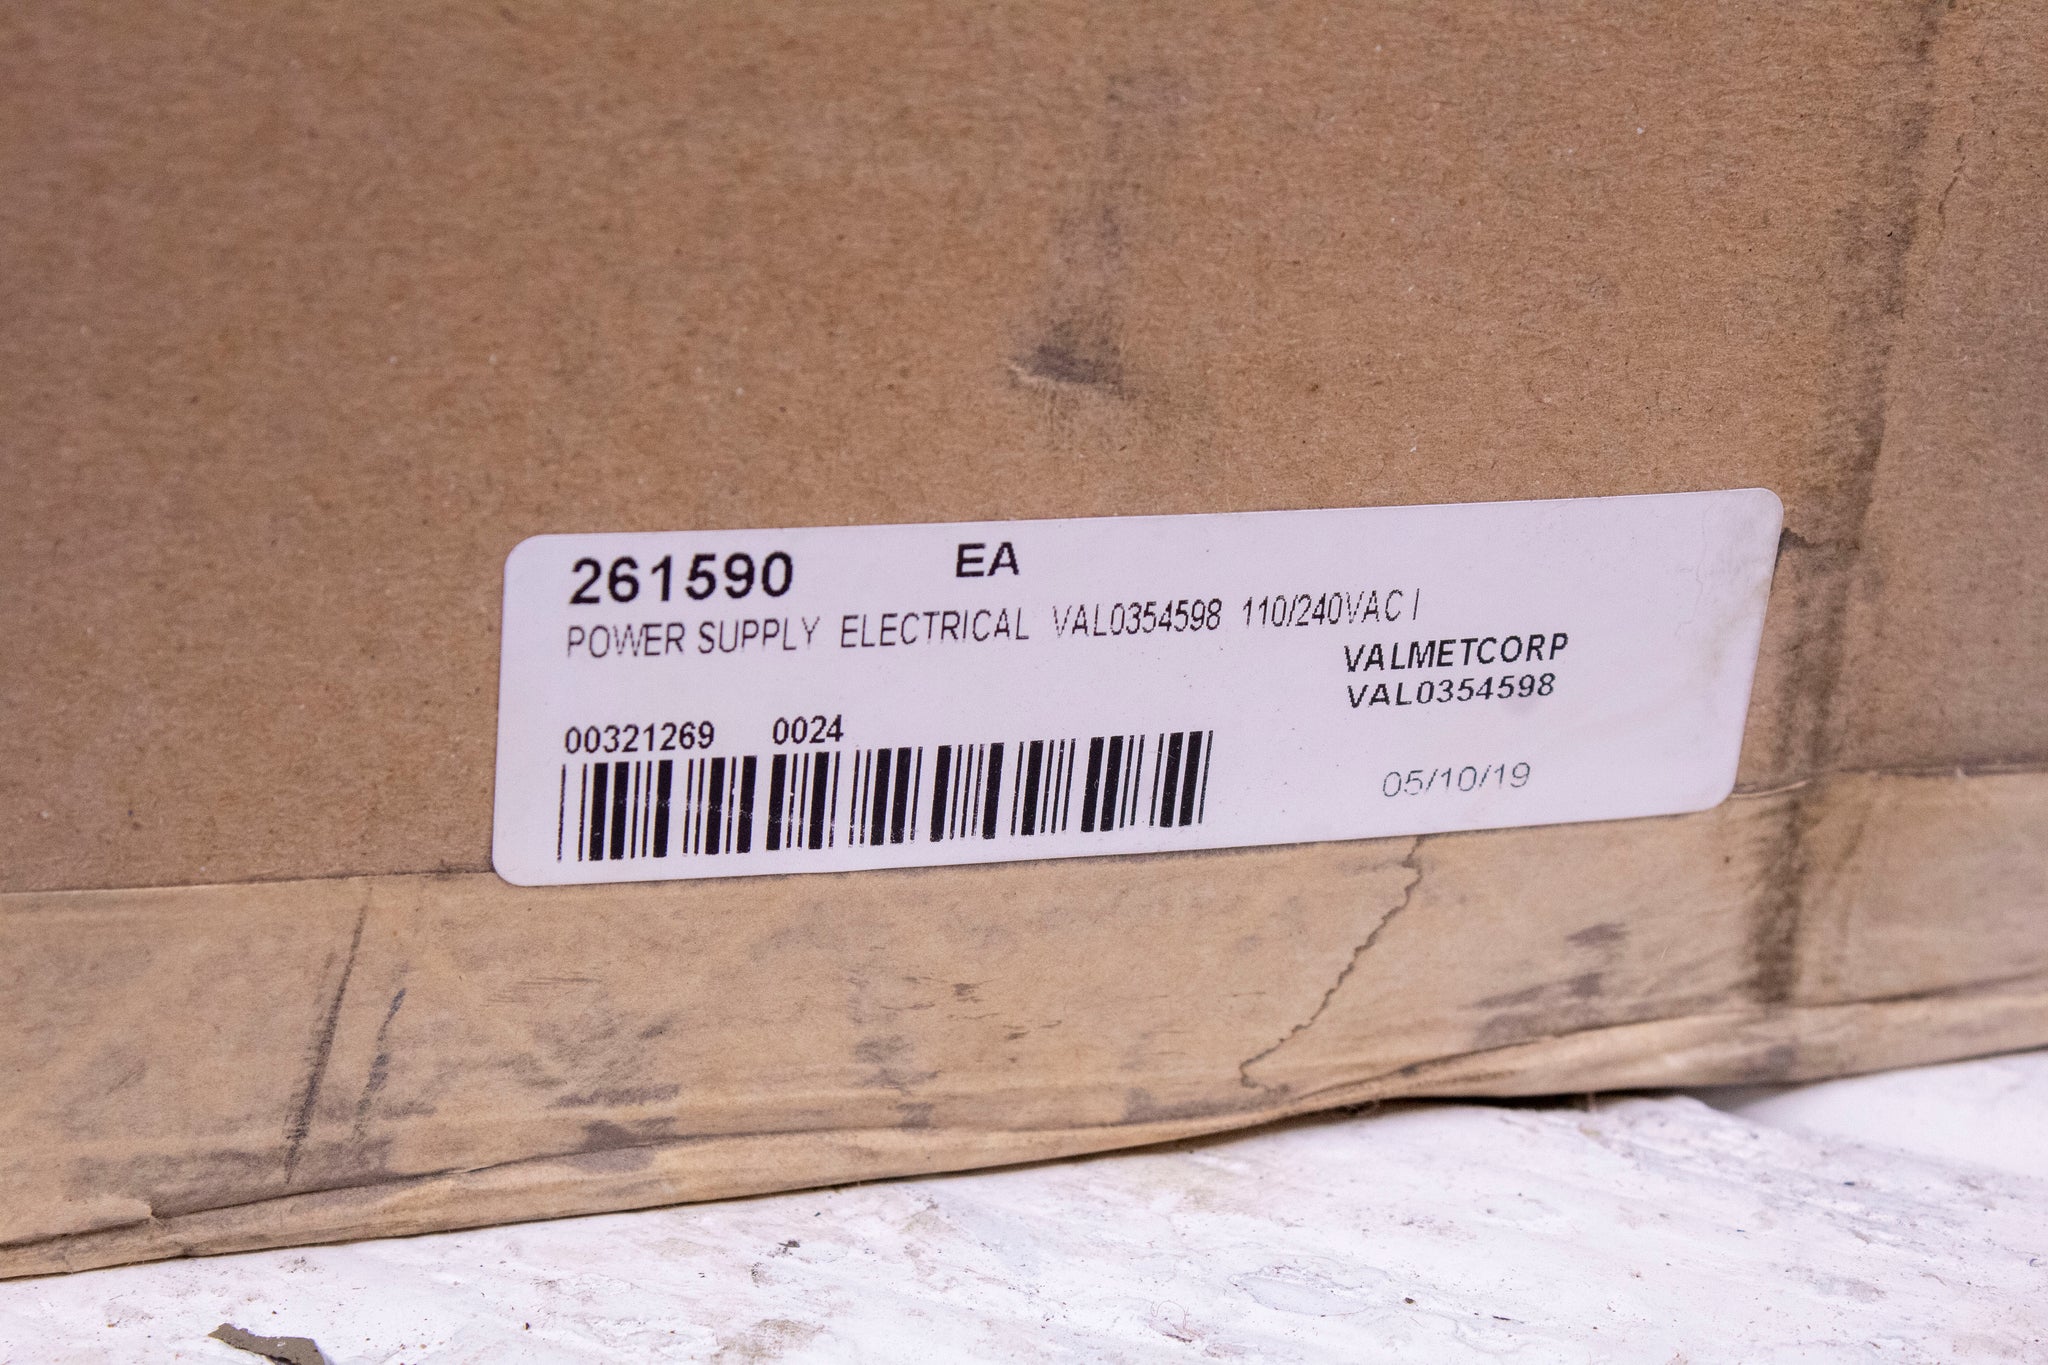 261590 EA
POWER SUPPLY ELECTRICAL VAL0354598 110/240VAC I
VALMETCORP
VAL0354598
00321269 0024
05/10/19